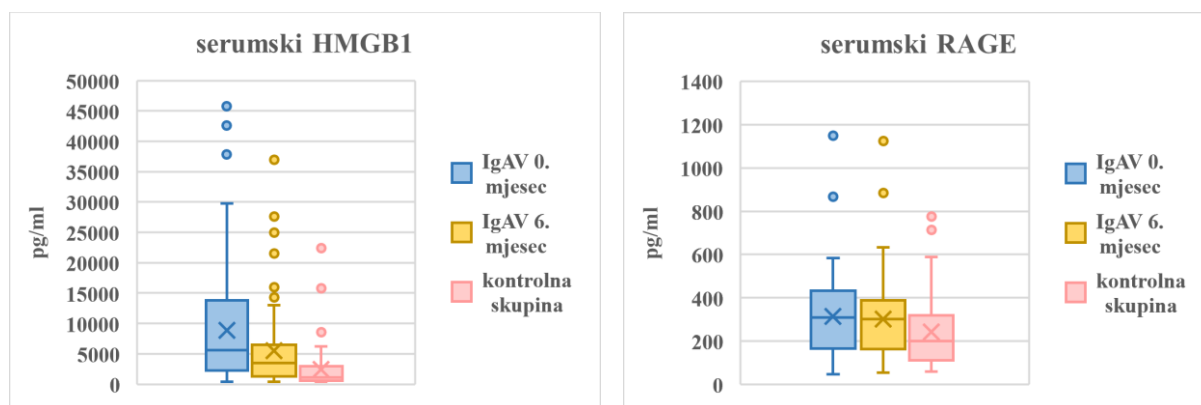 serumski HMGB1
50000
45000
40000
35000
30000
25000
20000
15000
10000
5000
0
pg/ml
IgAV 0.
mjesec
IgAV 6.
mjesec
kontrolna
skupina
serumski RAGE
1400
1200
1000
800
600
400
200
0
pg/ml
IgAV 0.
mjesec
IgAV 6.
mjesec
kontrolna
skupina